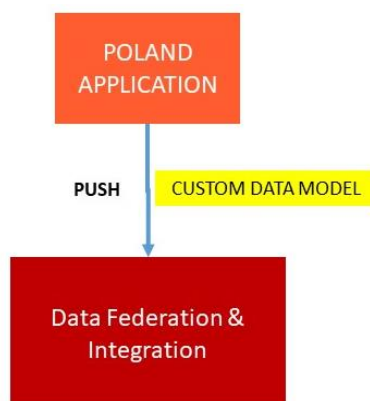 POLAND
APPLICATION
PUSH
CUSTOM DATA MODEL
Data Federation &
Integration